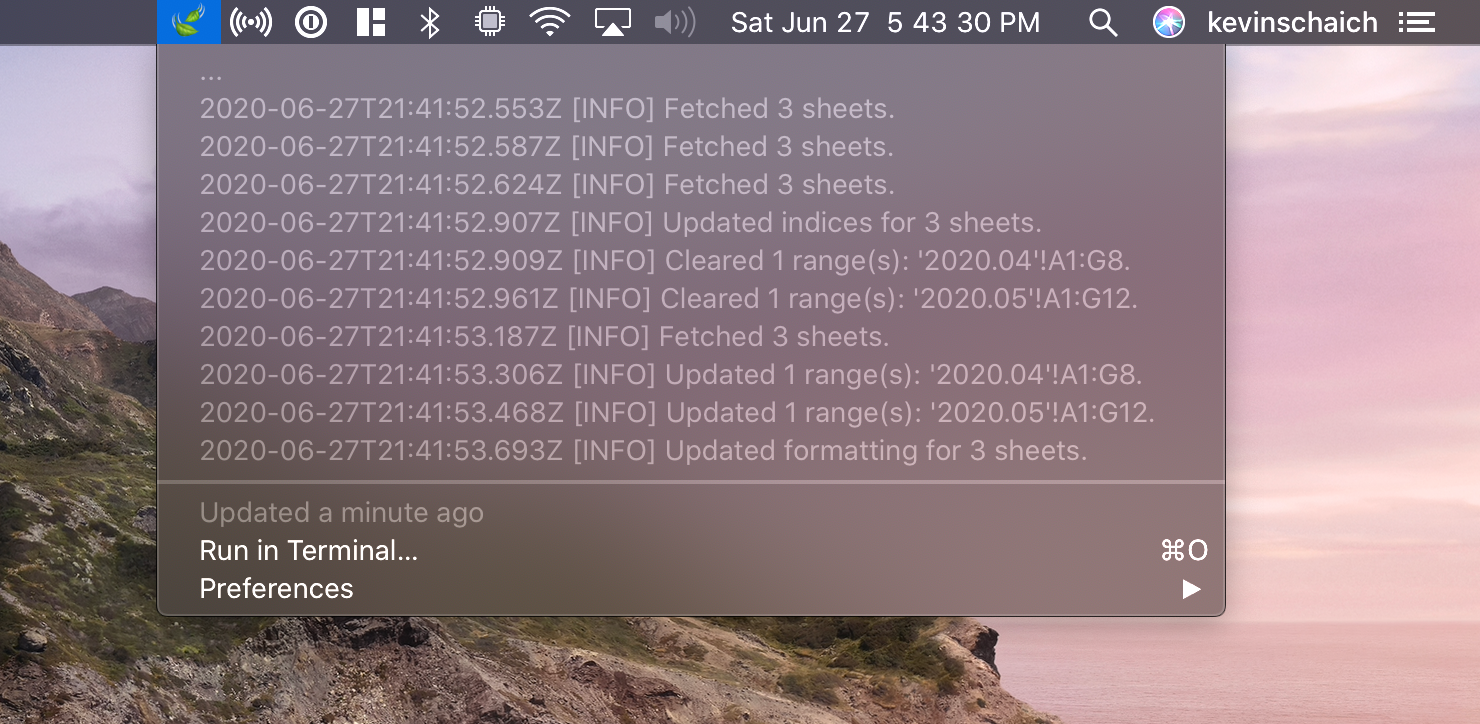 Sat Jun 27 5 43 30 PM kevinschaich
...
2020-06-27T21:41:52.553Z [INFO] Fetched 3 sheets.
2020-06-27T21:41:52.587Z [INFO] Fetched 3 sheets.
2020-06-27T21:41:52.624Z [INFO] Fetched 3 sheets.
2020-06-27T21:41:52.907Z [INFO] Updated indices for 3 sheets.
2020-06-27T21:41:52.909Z [INFO] Cleared 1 range(s): '2020.04'!A1:G8.
2020-06-27T21:41:52.961Z [INFO] Cleared 1 range(s): '2020.05'!A1:G12.
2020-06-27T21:41:53.187Z [INFO] Fetched 3 sheets.
2020-06-27T21:41:53.306Z [INFO] Updated 1 range(s): '2020.04'!A1:G8.
2020-06-27T21:41:53.468Z [INFO] Updated 1 range(s): '2020.05'!A1:G12.
2020-06-27T21:41:53.693Z [INFO] Updated formatting for 3 sheets.
Updated a minute ago
Run in Terminal... ⌘O
Preferences ▶